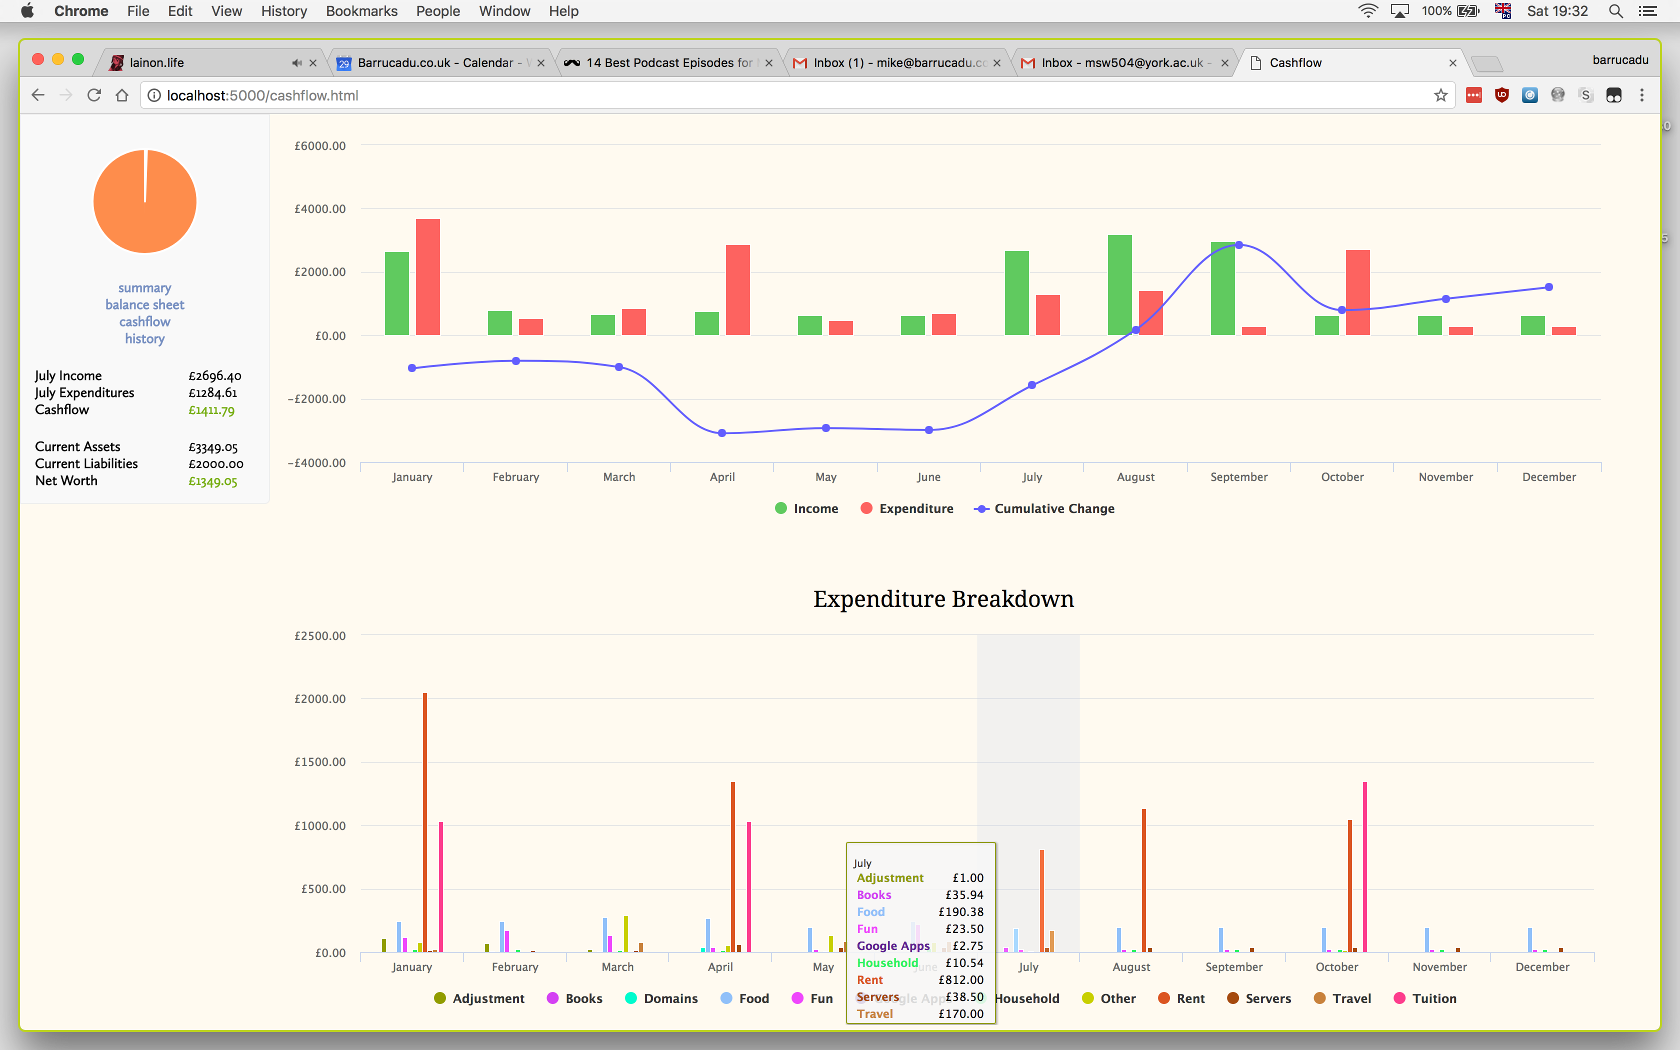 Chrome File Edit View History Bookmarks People Window Help 100% Sat 19:32
lainon.life
29 Barrucadu.co.uk - Calendar -
14 Best Podcast Episodes for
Inbox (1) - mike@barrucadu.co
Inbox - msw504@york.ac.uk -
Cashflow
barrucadu
localhost:5000/cashflow.html
summary
balance sheet
cashflow
history
July Income £2696.40
July Expenditures £1284.61
Cashflow £1411.79
Current Assets £3349.05
Current Liabilities £2000.00
Net Worth £1349.05
£6000.00
£4000.00
£2000.00
£0.00
−£2000.00
−£4000.00
January February March April May June July August September October November December
Income Expenditure Cumulative Change
Expenditure Breakdown
£2500.00
£2000.00
£1500.00
£1000.00
£500.00
£0.00
January February March April May June July August September October November December
Adjustment Books Domains Food Fun Google Apps Household Other Rent Servers Travel Tuition
July
Adjustment £1.00
Books £35.94
Food £190.38
Fun £23.50
Google Apps £2.75
Household £10.54
Rent £812.00
Servers £38.50
Travel £170.00